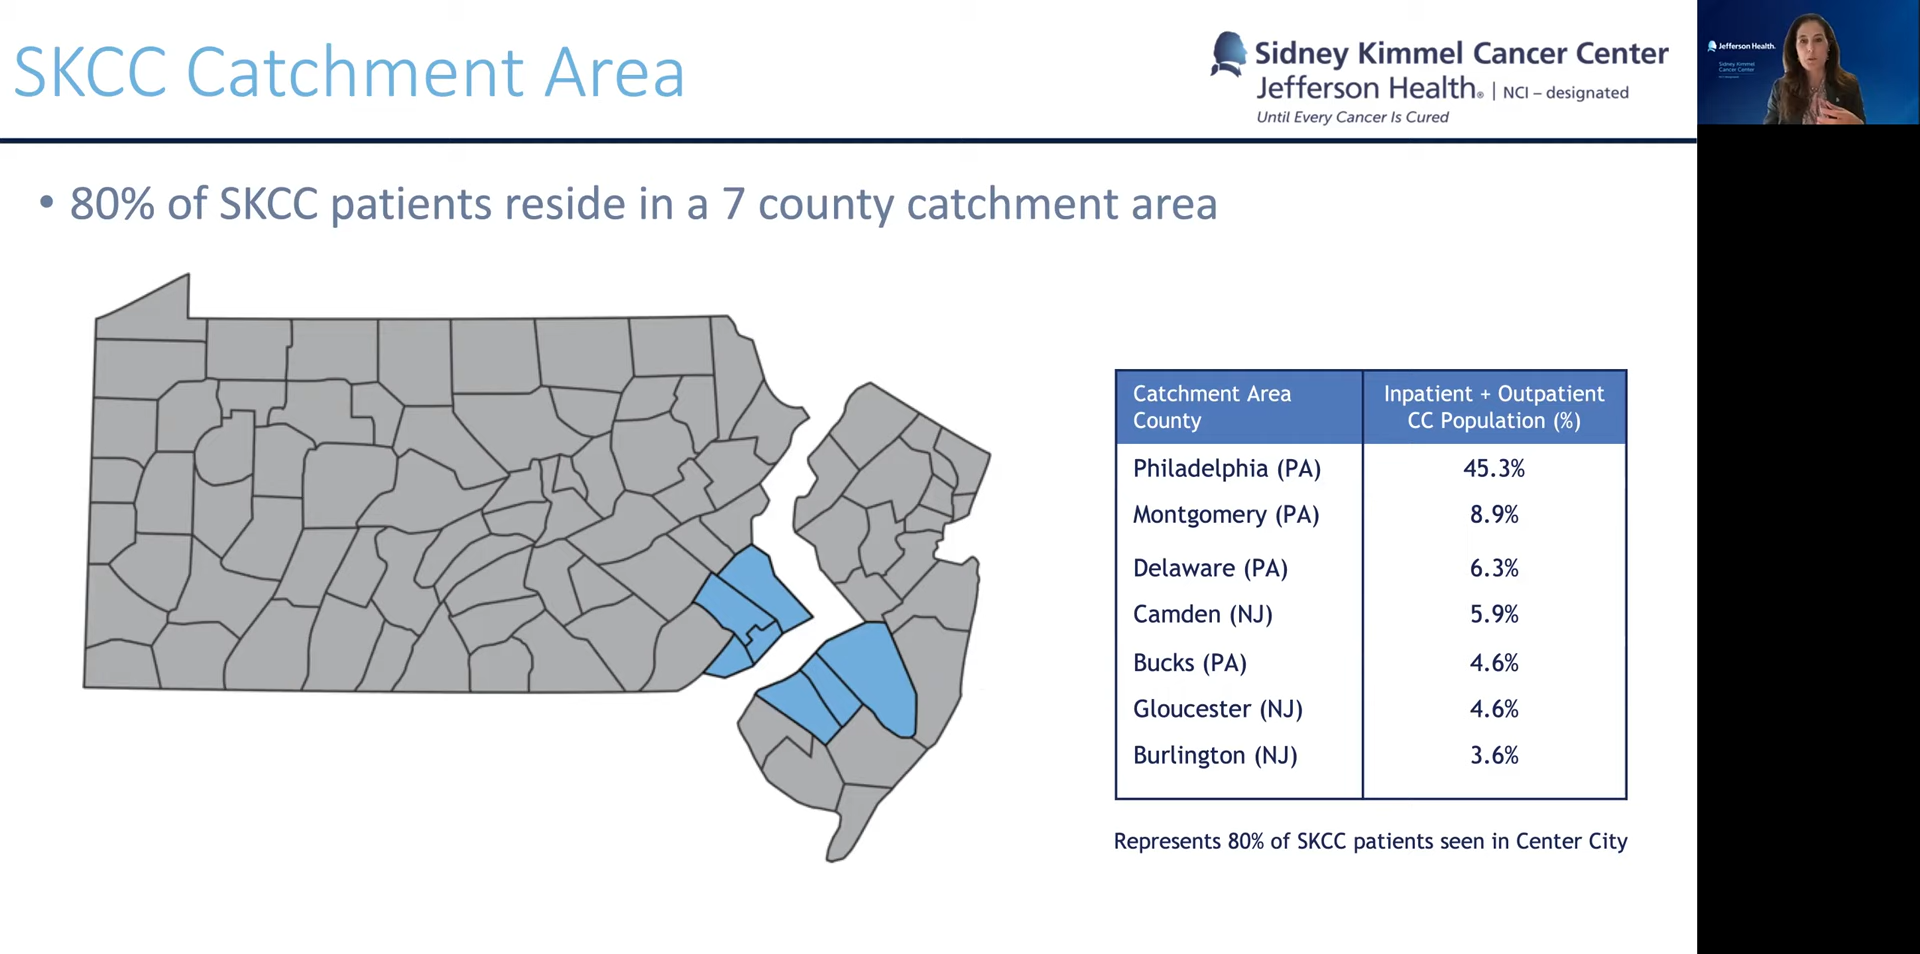 SKCC Catchment Area
Sidney Kimmel Cancer Center
Jefferson Health® | NCI – designated
Until Every Cancer Is Cured
Jefferson Health.
Sidney Kimmel
Cancer Center
• 80% of SKCC patients reside in a 7 county catchment area
Catchment Area County
Inpatient + Outpatient CC Population (%)
Philadelphia (PA) 45.3%
Montgomery (PA) 8.9%
Delaware (PA) 6.3%
Camden (NJ) 5.9%
Bucks (PA) 4.6%
Gloucester (NJ) 4.6%
Burlington (NJ) 3.6%
Represents 80% of SKCC patients seen in Center City